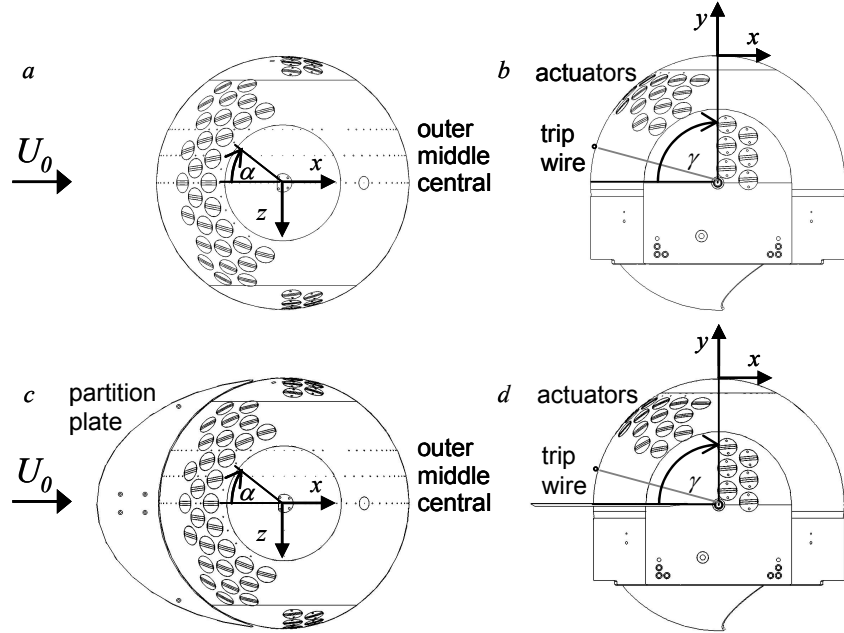 a
U₀
α
x
z
outer
middle
central
b
y
x
actuators
trip
wire
γ
c
partition
plate
U₀
α
x
z
outer
middle
central
d
y
x
actuators
trip
wire
γ